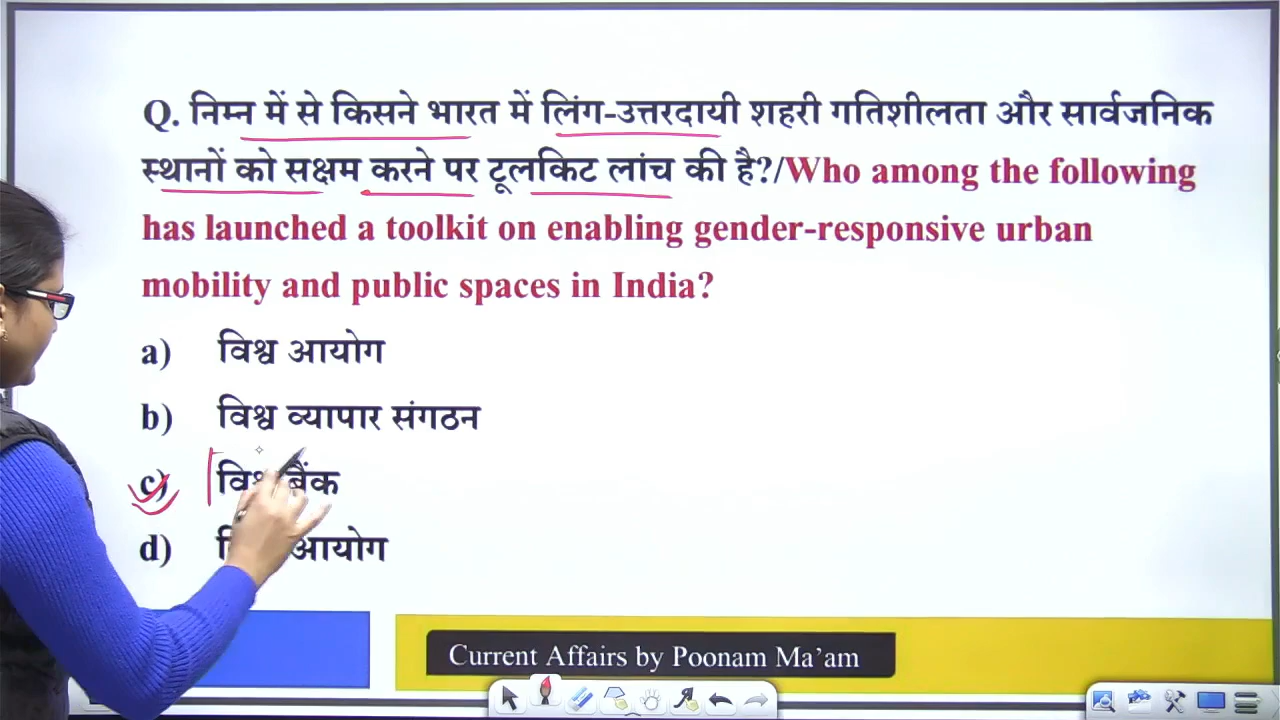 Q. निम्न में से किसने भारत में लिंग-उत्तरदायी शहरी गतिशीलता और सार्वजनिक
स्थानों को सक्षम करने पर टूलकिट लांच की है?/Who among the following
has launched a toolkit on enabling gender-responsive urban
mobility and public spaces in India?
a) विश्व आयोग
b) विश्व व्यापार संगठन
c) विश्व बैंक
d) आयोग
Current Affairs by Poonam Ma'am